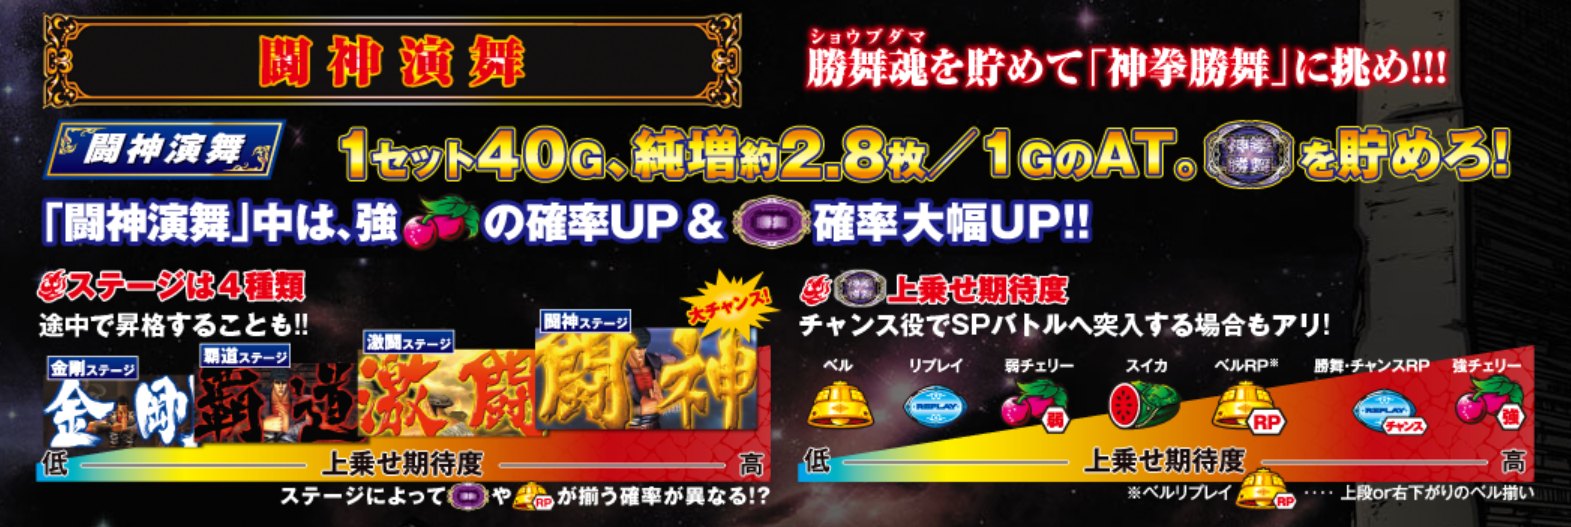 闘神演舞
ショウブダマ
勝舞魂を貯めて「神拳勝舞」に挑め!!!
闘神演舞
1セット40G、純増約2.8枚／1GのAT。神拳勝舞を貯めろ!
「闘神演舞」中は、強の確率UP&確率大幅UP!!
ステージは4種類
途中で昇格することも!!
大チャンス!
金剛ステージ
金剛
覇道ステージ
覇道
激闘ステージ
激闘
闘神ステージ
闘神
低 上乗せ期待度 高
ステージによってやRPが揃う確率が異なる!?
神拳勝舞上乗せ期待度
チャンス役でSPバトルへ突入する場合もアリ!
ベル リプレイ 弱チェリー スイカ ベルRP※ 勝舞・チャンスRP 強チェリー
REPLAY 弱 RP REPLAY チャンス 強
低 上乗せ期待度 高
※ベルリプレイ RP ‥‥ 上段or右下がりのベル揃い